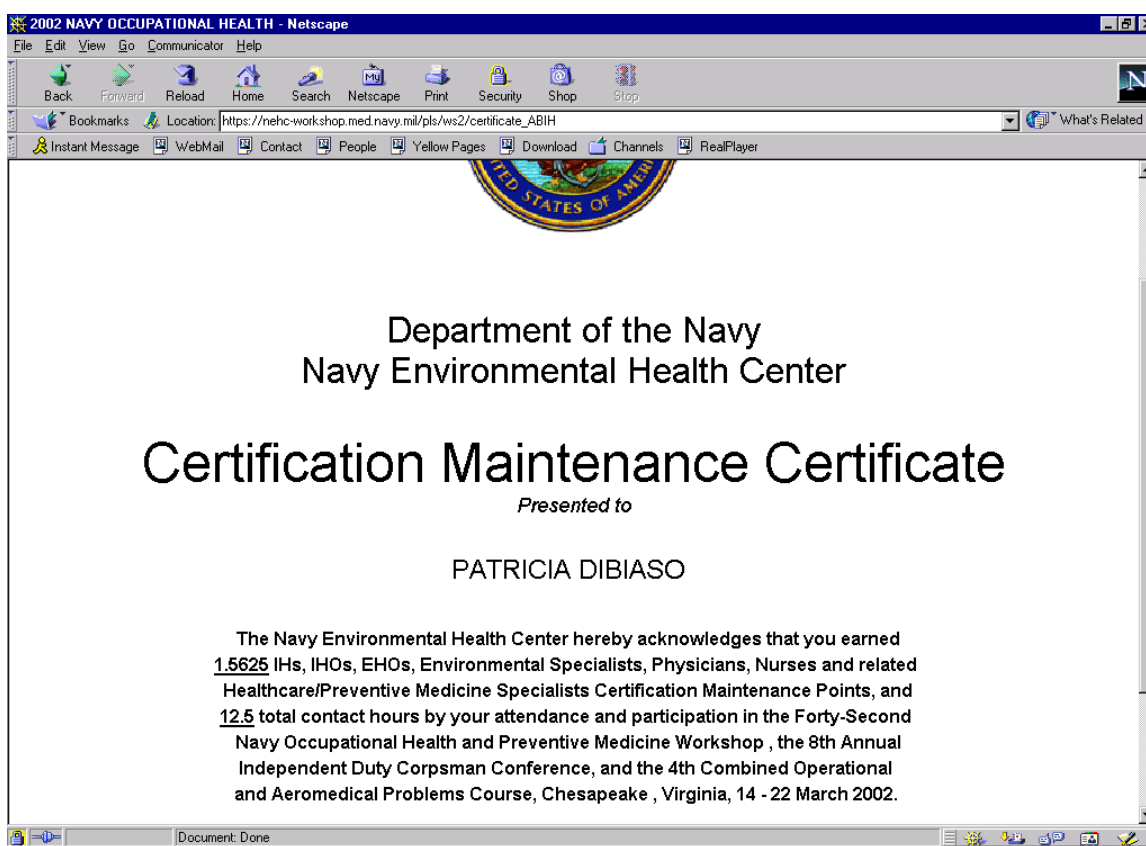 2002 NAVY OCCUPATIONAL HEALTH - Netscape
File Edit View Go Communicator Help
Back Forward Reload Home Search Netscape Print Security Shop Stop
Bookmarks Location: https://nehc-workshop.med.navy.mil/pls/ws2/certificate_ABIH What's Related
Instant Message WebMail Contact People Yellow Pages Download Channels RealPlayer
UNITED STATES OF AMERICA
Department of the Navy
Navy Environmental Health Center
Certification Maintenance Certificate
Presented to
PATRICIA DIBIASO
The Navy Environmental Health Center hereby acknowledges that you earned
1.5625 IHs, IHOs, EHOs, Environmental Specialists, Physicians, Nurses and related
Healthcare/Preventive Medicine Specialists Certification Maintenance Points, and
12.5 total contact hours by your attendance and participation in the Forty-Second
Navy Occupational Health and Preventive Medicine Workshop , the 8th Annual
Independent Duty Corpsman Conference, and the 4th Combined Operational
and Aeromedical Problems Course, Chesapeake , Virginia, 14 - 22 March 2002.
Document: Done